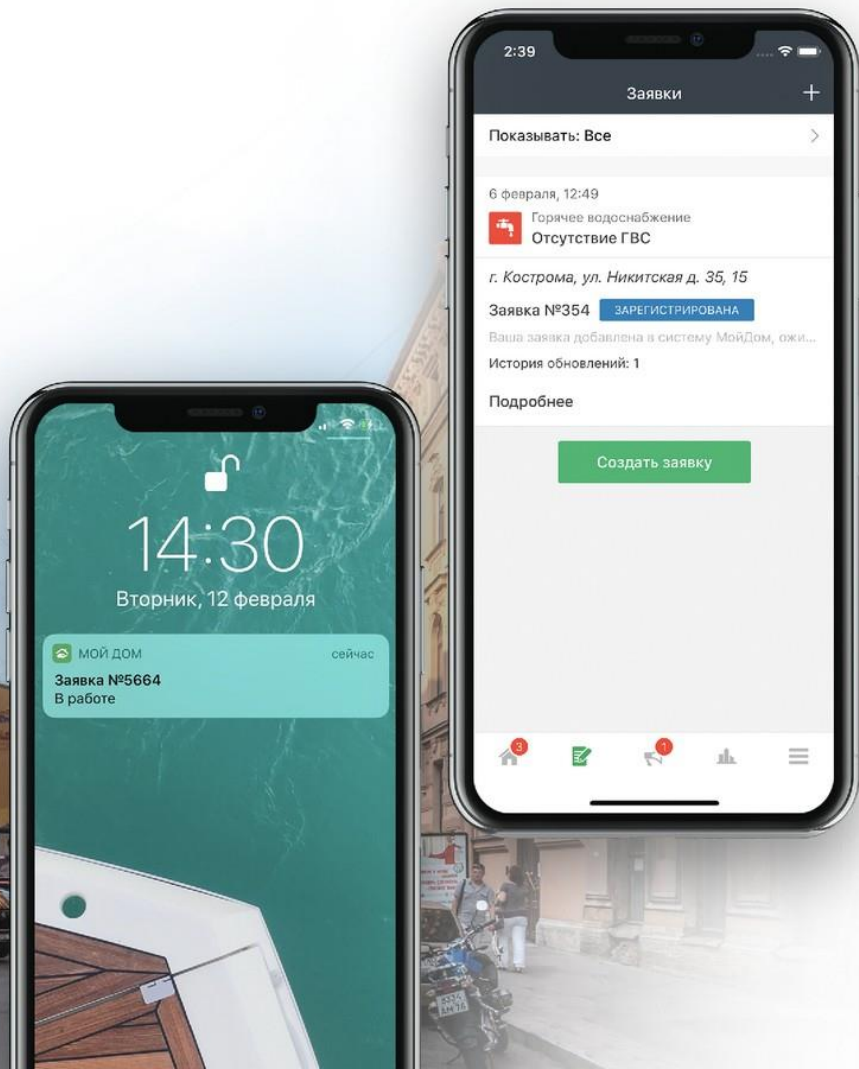 2:39
Заявки
Показывать: Все
6 февраля, 12:49
Горячее водоснабжение
Отсутствие ГВС
г. Кострома, ул. Никитская д. 35, 15
Заявка №354 ЗАРЕГИСТРИРОВАНА
Ваша заявка добавлена в систему МойДом, ожи...
История обновлений: 1
Подробнее
Создать заявку
3
1
14:30
Вторник, 12 февраля
МОЙ ДОМ сейчас
Заявка №5664
В работе